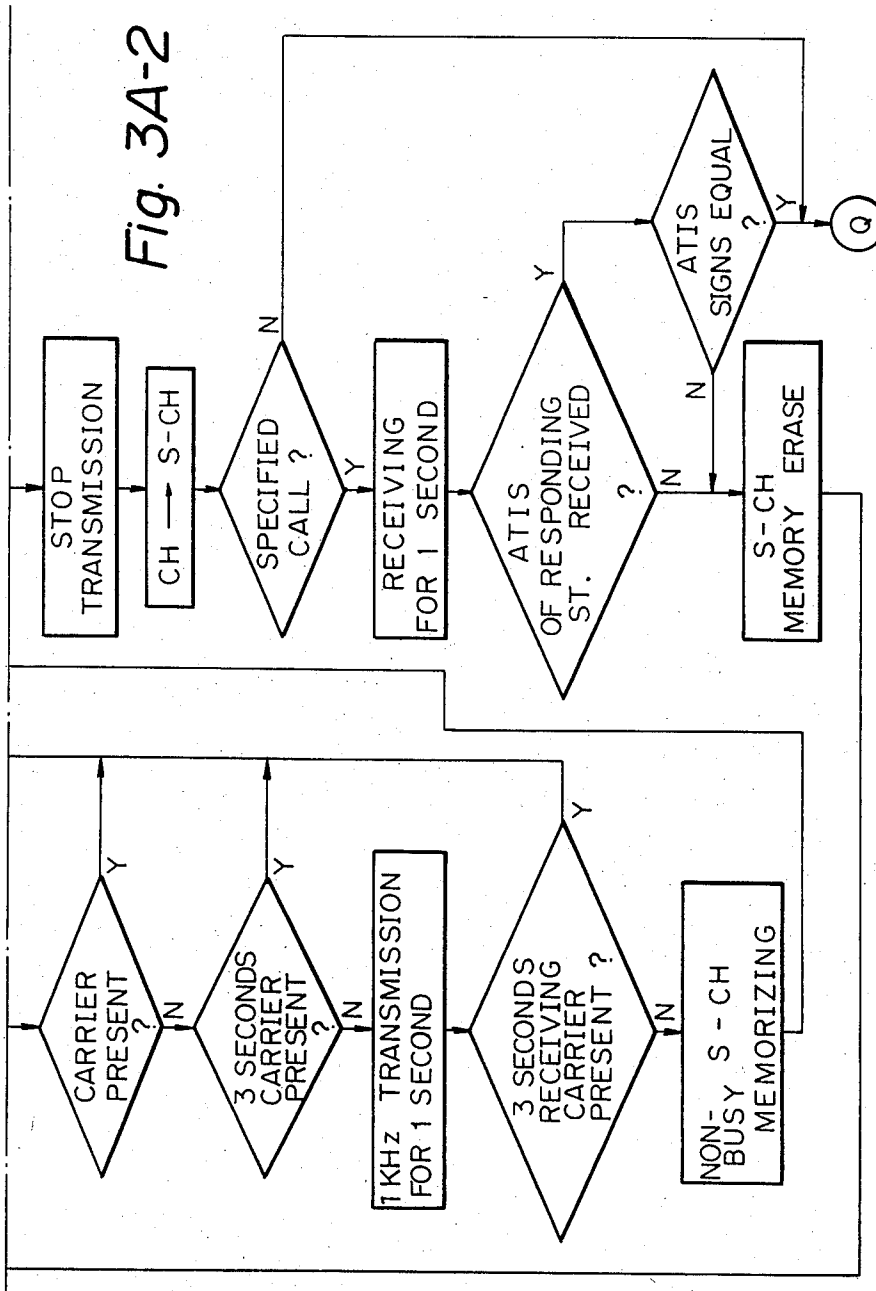 Fig. 3A-2
CARRIER
PRESENT
?
Y
N
3 SECONDS
CARRIER
PRESENT
?
Y
N
1KHz TRANSMISSION
FOR 1 SECOND
3 SECONDS
RECEIVING
CARRIER
PRESENT ?
Y
N
NON-
BUSY S-CH
MEMORIZING
STOP
TRANSMISSION
CH → S-CH
SPECIFIED
CALL ?
N
Y
RECEIVING
FOR 1 SECOND
ATIS
OF RESPONDING
ST. RECEIVED
?
Y
N
ATIS
SIGNS EQUAL
?
N
Y
S-CH
MEMORY ERASE
Q